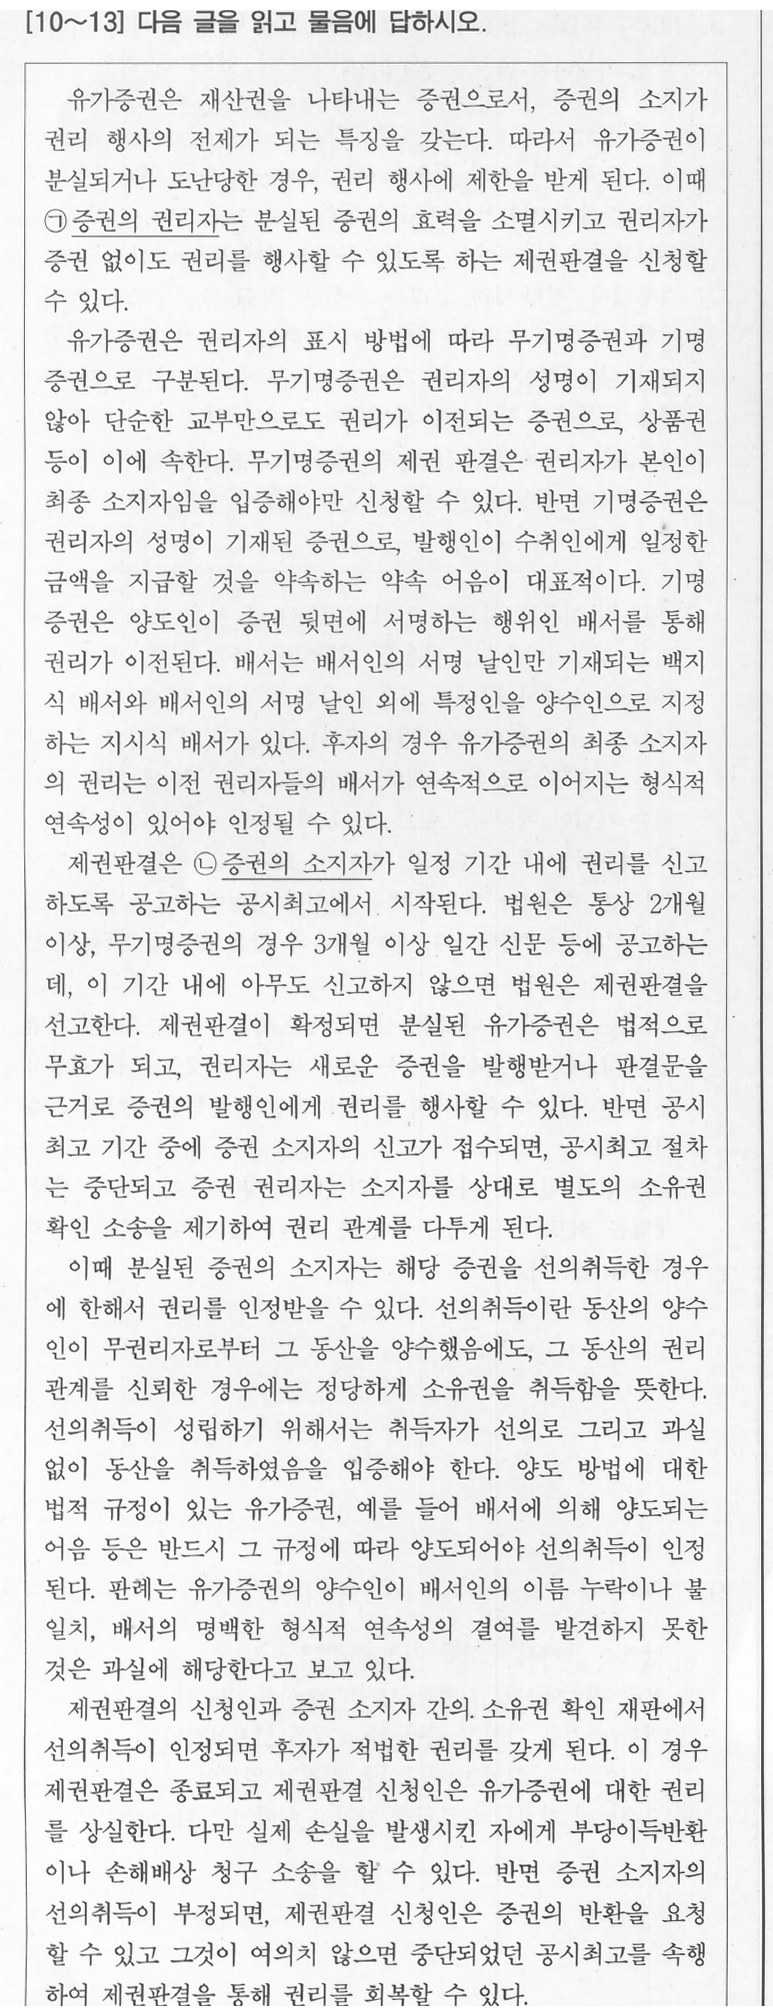 [10～13] 다음 글을 읽고 물음에 답하시오.
유가증권은 재산권을 나타내는 증권으로서, 증권의 소지가
권리 행사의 전제가 되는 특징을 갖는다. 따라서 유가증권이
분실되거나 도난당한 경우, 권리 행사에 제한을 받게 된다. 이때
㉠증권의 권리자는 분실된 증권의 효력을 소멸시키고 권리자가
증권 없이도 권리를 행사할 수 있도록 하는 제권판결을 신청할
수 있다.
유가증권은 권리자의 표시 방법에 따라 무기명증권과 기명
증권으로 구분된다. 무기명증권은 권리자의 성명이 기재되지
않아 단순한 교부만으로도 권리가 이전되는 증권으로, 상품권
등이 이에 속한다. 무기명증권의 제권 판결은 권리자가 본인이
최종 소지자임을 입증해야만 신청할 수 있다. 반면 기명증권은
권리자의 성명이 기재된 증권으로, 발행인이 수취인에게 일정한
금액을 지급할 것을 약속하는 약속 어음이 대표적이다. 기명
증권은 양도인이 증권 뒷면에 서명하는 행위인 배서를 통해
권리가 이전된다. 배서는 배서인의 서명 날인만 기재되는 백지
식 배서와 배서인의 서명 날인 외에 특정인을 양수인으로 지정
하는 지시식 배서가 있다. 후자의 경우 유가증권의 최종 소지자
의 권리는 이전 권리자들의 배서가 연속적으로 이어지는 형식적
연속성이 있어야 인정될 수 있다.
제권판결은 ㉡증권의 소지자가 일정 기간 내에 권리를 신고
하도록 공고하는 공시최고에서 시작된다. 법원은 통상 2개월
이상, 무기명증권의 경우 3개월 이상 일간 신문 등에 공고하는
데, 이 기간 내에 아무도 신고하지 않으면 법원은 제권판결을
선고한다. 제권판결이 확정되면 분실된 유가증권은 법적으로
무효가 되고, 권리자는 새로운 증권을 발행받거나 판결문을
근거로 증권의 발행인에게 권리를 행사할 수 있다. 반면 공시
최고 기간 중에 증권 소지자의 신고가 접수되면, 공시최고 절차
는 중단되고 증권 권리자는 소지자를 상대로 별도의 소유권
확인 소송을 제기하여 권리 관계를 다투게 된다.
이때 분실된 증권의 소지자는 해당 증권을 선의취득한 경우
에 한해서 권리를 인정받을 수 있다. 선의취득이란 동산의 양수
인이 무권리자로부터 그 동산을 양수했음에도, 그 동산의 권리
관계를 신뢰한 경우에는 정당하게 소유권을 취득함을 뜻한다.
선의취득이 성립하기 위해서는 취득자가 선의로 그리고 과실
없이 동산을 취득하였음을 입증해야 한다. 양도 방법에 대한
법적 규정이 있는 유가증권, 예를 들어 배서에 의해 양도되는
어음 등은 반드시 그 규정에 따라 양도되어야 선의취득이 인정
된다. 판례는 유가증권의 양수인이 배서인의 이름 누락이나 불
일치, 배서의 명백한 형식적 연속성의 결여를 발견하지 못한
것은 과실에 해당한다고 보고 있다.
제권판결의 신청인과 증권 소지자 간의 소유권 확인 재판에서
선의취득이 인정되면 후자가 적법한 권리를 갖게 된다. 이 경우
제권판결은 종료되고 제권판결 신청인은 유가증권에 대한 권리
를 상실한다. 다만 실제 손실을 발생시킨 자에게 부당이득반환
이나 손해배상 청구 소송을 할 수 있다. 반면 증권 소지자의
선의취득이 부정되면, 제권판결 신청인은 증권의 반환을 요청
할 수 있고 그것이 여의치 않으면 중단되었던 공시최고를 속행
하여 제권판결을 통해 권리를 회복할 수 있다.